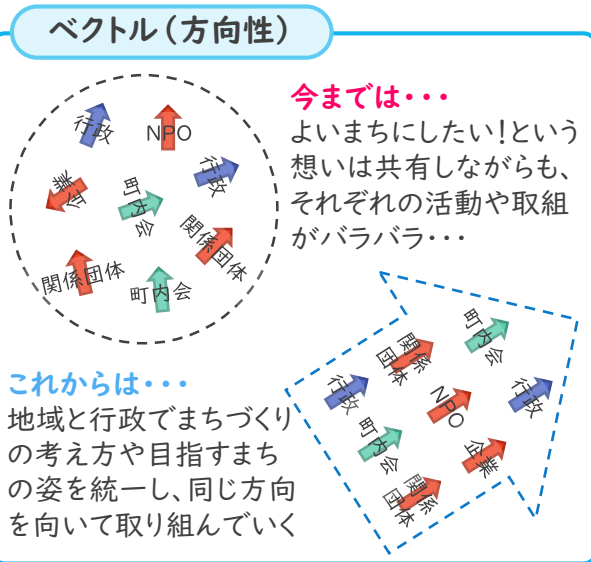 ベクトル（方向性）
行政
NPO
行政
企業
町内会
関係団体
関係団体
町内会
今までは・・・
よいまちにしたい！という
想いは共有しながらも、
それぞれの活動や取組
がバラバラ・・・
これからは・・・
地域と行政でまちづくり
の考え方や目指すまち
の姿を統一し、同じ方向
を向いて取り組んでいく
町内会
関係
団体
行政
NPO
行政
町内会
企業
関係
団体